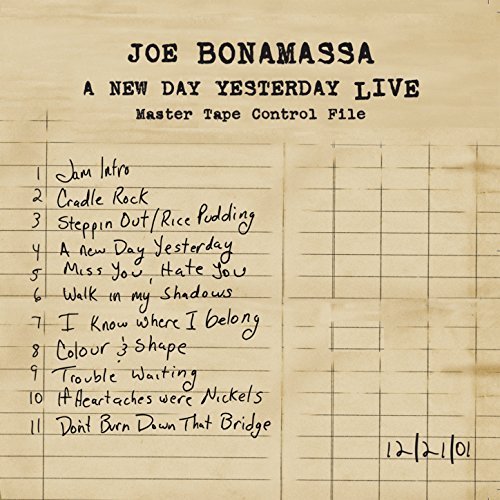 JOE BONAMASSA
A NEW DAY YESTERDAY LIVE
Master Tape Control File
1 Jam Intro
2 Cradle Rock
3 Steppin Out/Rice Pudding
4 A new Day Yesterday
5 Miss You, Hate You
6 Walk in my Shadows
7 I Know where I belong
8 Colour & Shape
9 Trouble Waiting
10 If Heartaches were Nickels
11 Don't Burn Down That Bridge
12/21/01